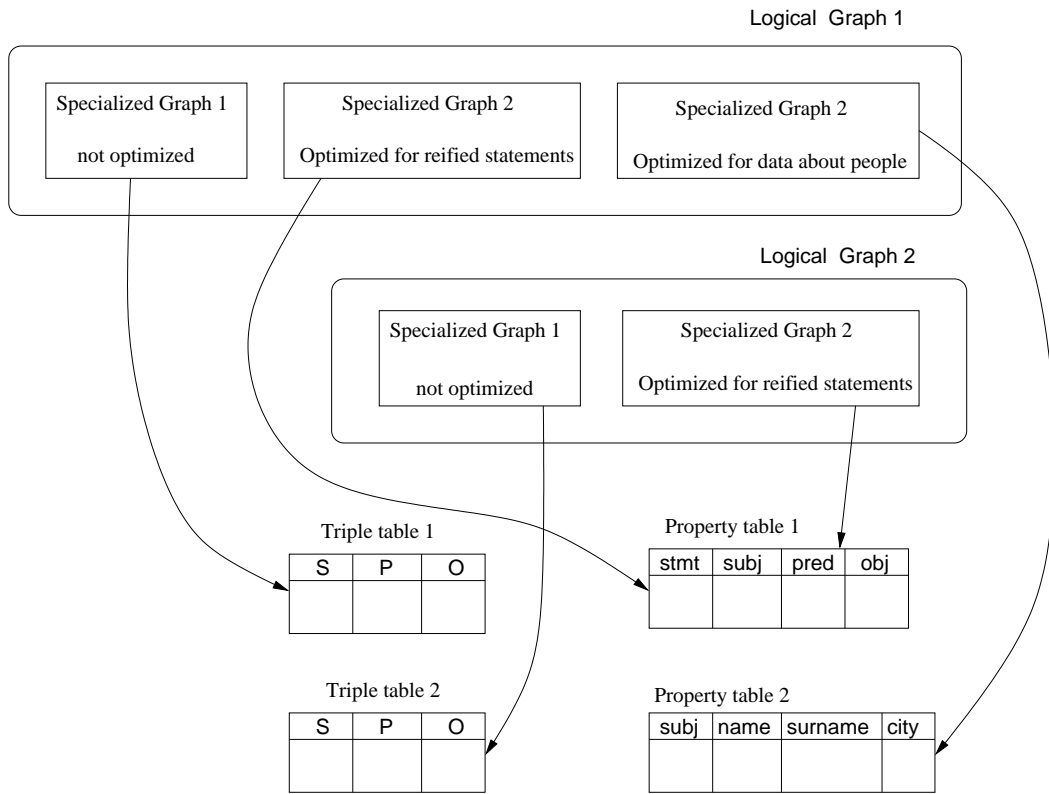 Logical Graph 1
Specialized Graph 1
not optimized
Specialized Graph 2
Optimized for reified statements
Specialized Graph 2
Optimized for data about people
Logical Graph 2
Specialized Graph 1
not optimized
Specialized Graph 2
Optimized for reified statements
Triple table 1
S P O
Property table 1
stmt subj pred obj
Triple table 2
S P O
Property table 2
subj name surname city